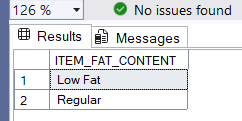 126 % No issues found
Results Messages
ITEM_FAT_CONTENT
1 Low Fat
2 Regular